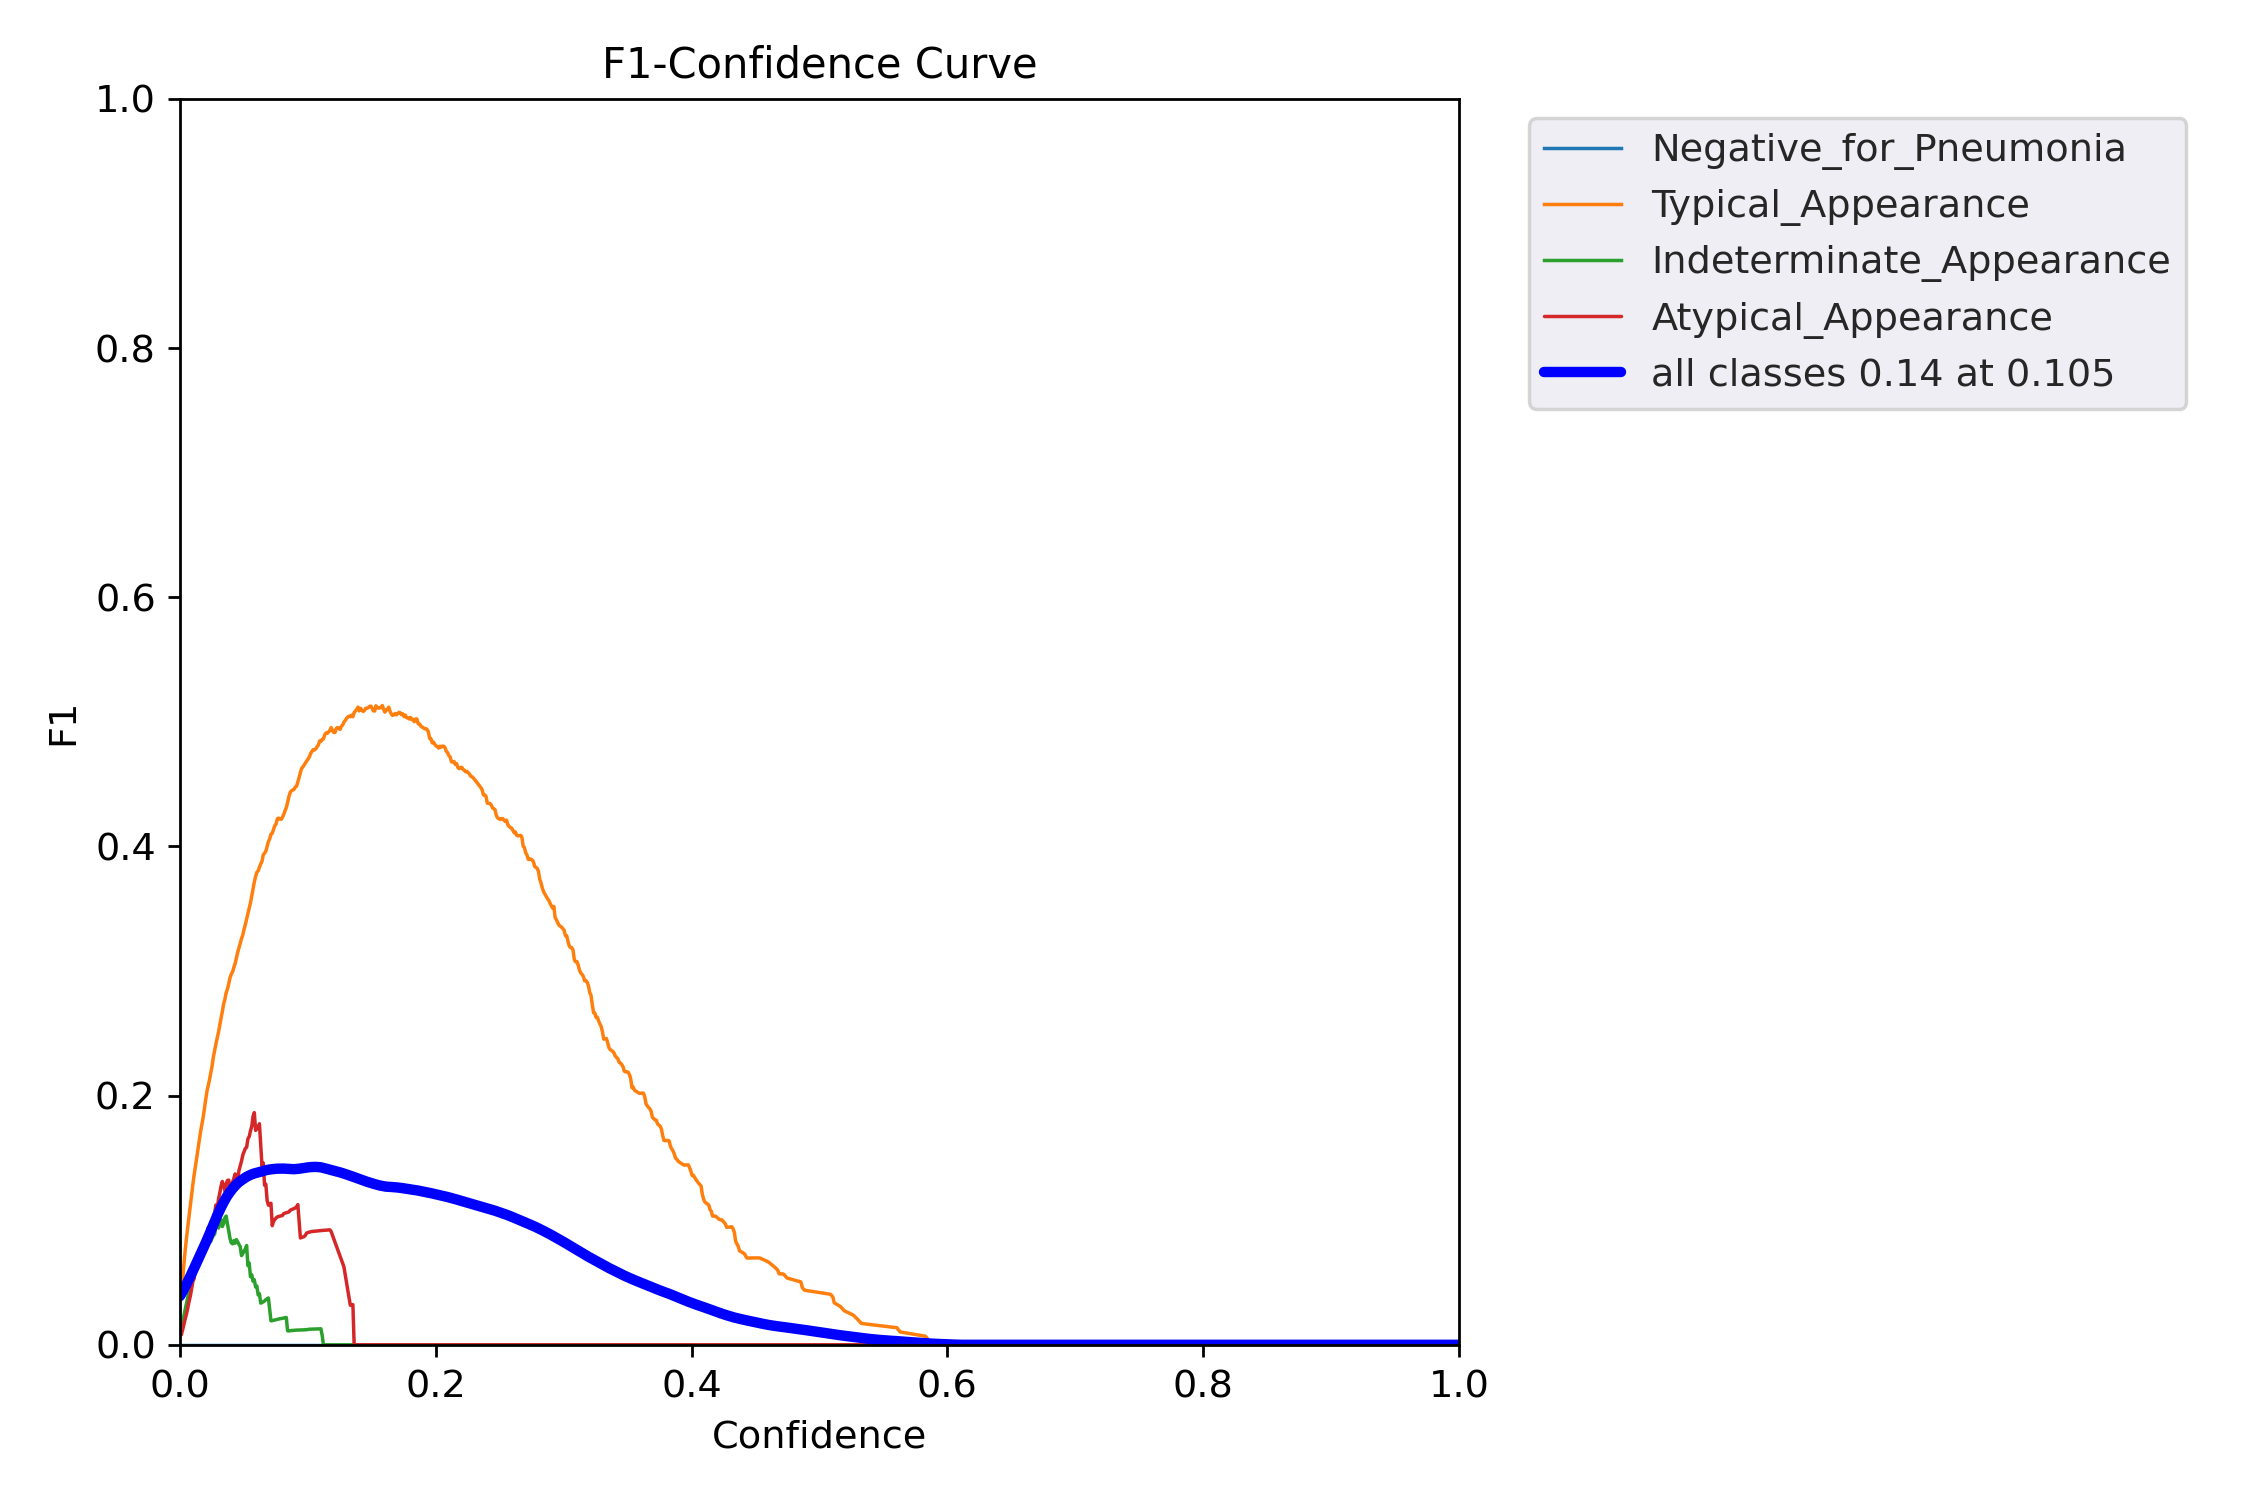 F1-Confidence Curve
1.0
0.8
0.6
0.4
0.2
0.0
F1
0.0 0.2 0.4 0.6 0.8 1.0
Confidence
Negative_for_Pneumonia
Typical_Appearance
Indeterminate_Appearance
Atypical_Appearance
all classes 0.14 at 0.105